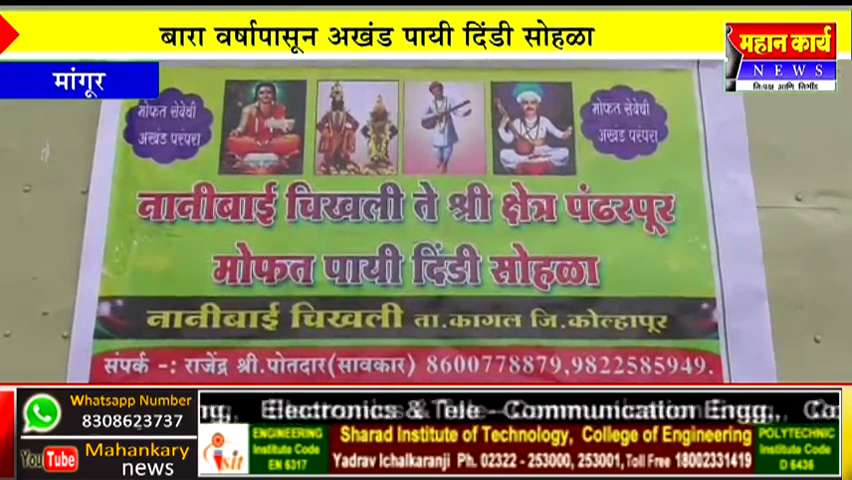 बारा वर्षापासून अखंड पायी दिंडी सोहळा
महान कार्य
NEWS
निःपक्ष आणि निर्भीड
मांगूर
मोफत सेवेची
अखंड परंपरा
मोफत सेवेची
अखंड परंपरा
नानीबाई चिखली ते श्री क्षेत्र पंढरपूर
मोफत पायी दिंडी सोहळा
नानीबाई चिखली ता.कागल जि.कोल्हापूर
संपर्क -: राजेंद्र श्री.पोतदार(सावकार) 8600778879,9822585949.
Whatsapp Number
8308623737
YouTube Mahankary
news
Electronics & Tele - Communication Engg,.
ENGINEERING
Institute Code
EN 6317
Sharad Institute of Technology, College of Engineering
Yadrav Ichalkaranji Ph. 02322 - 253000, 253001, Toll Free 18002331419
POLYTECHNIC
Institute Code
D 6436